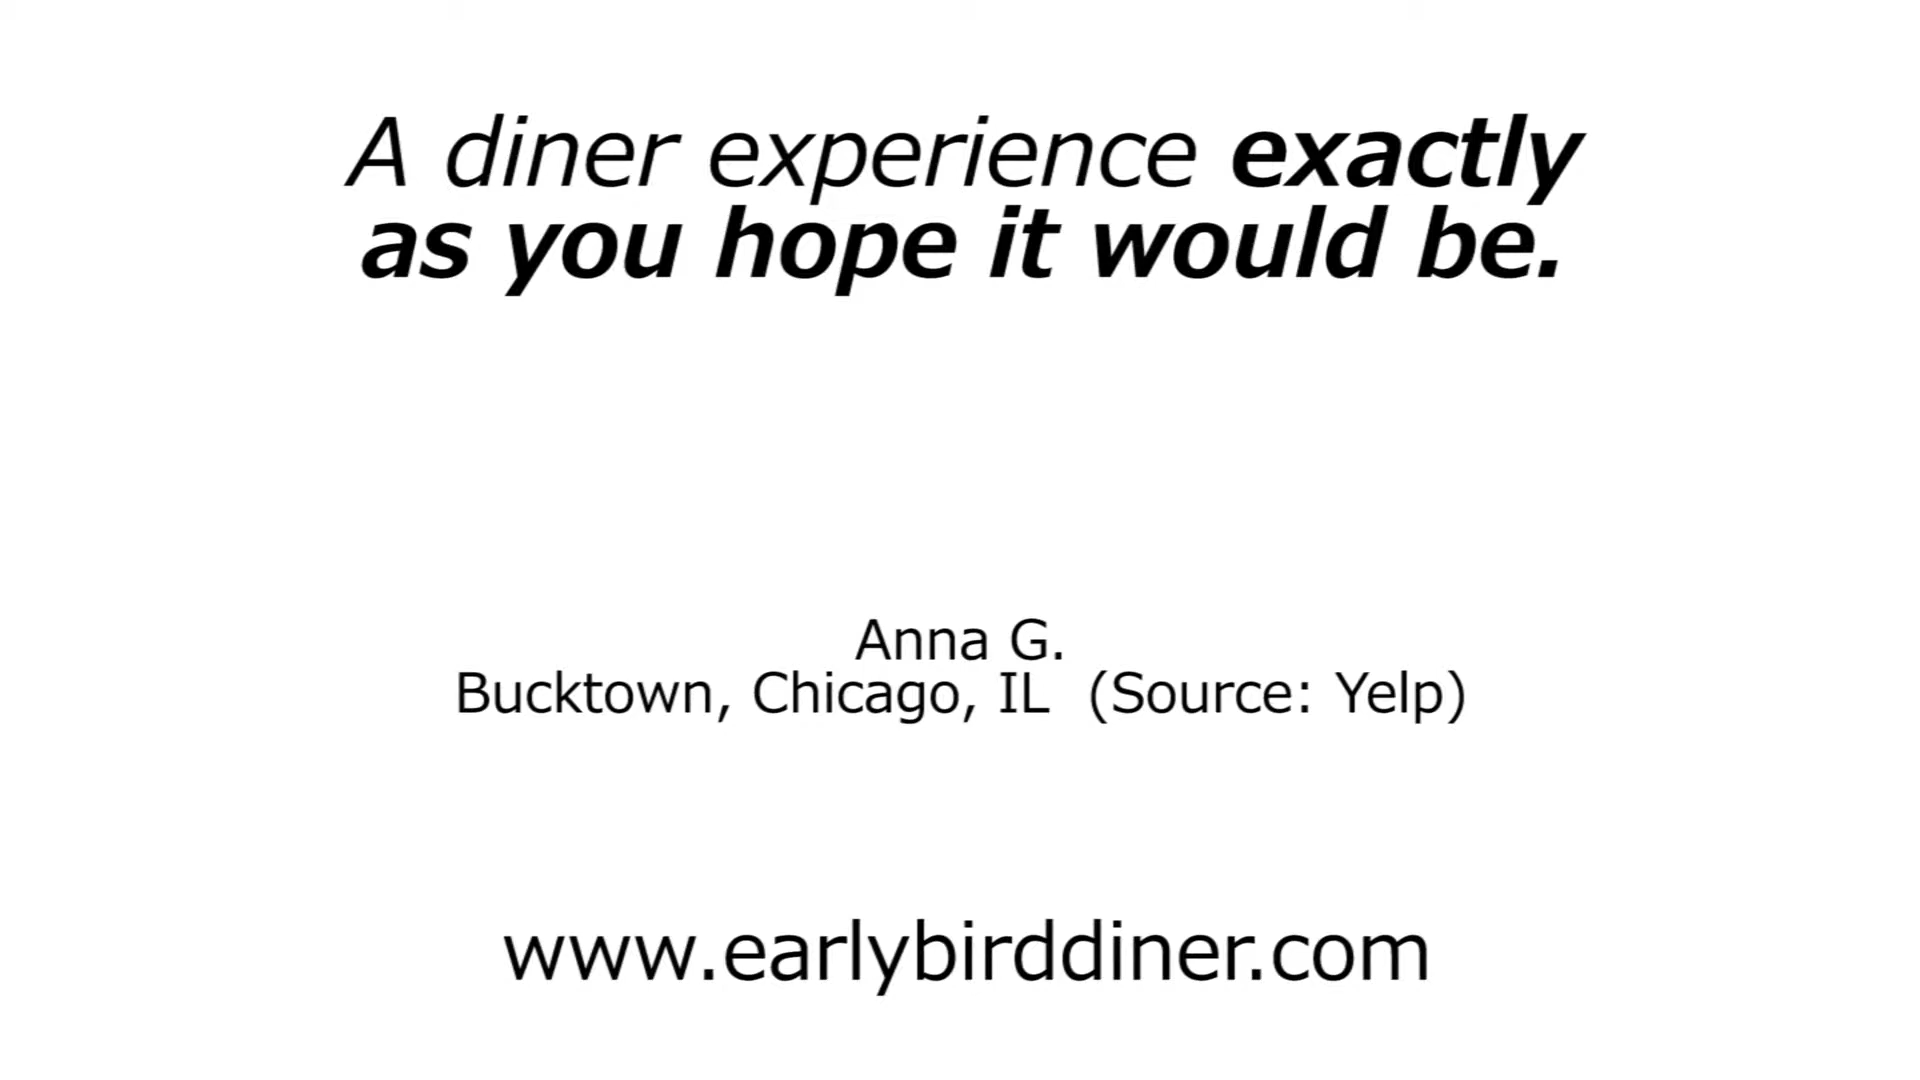 A diner experience exactly
as you hope it would be.
Anna G.
Bucktown, Chicago, IL (Source: Yelp)
www.earlybirddiner.com